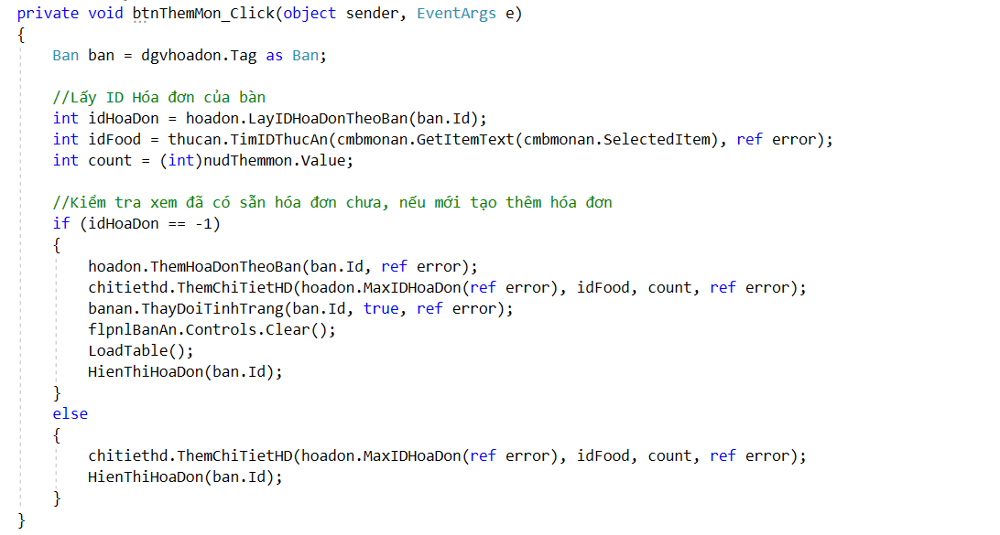 private void btnThemMon_Click(object sender, EventArgs e)
{
    Ban ban = dgvhoadon.Tag as Ban;

    //Lấy ID Hóa đơn của bàn
    int idHoaDon = hoadon.LayIDHoaDonTheoBan(ban.Id);
    int idFood = thucan.TimIDThucAn(cmbmonan.GetItemText(cmbmonan.SelectedItem), ref error);
    int count = (int)nudThemmon.Value;

    //Kiểm tra xem đã có sẵn hóa đơn chưa, nếu mới tạo thêm hóa đơn
    if (idHoaDon == -1)
    {
        hoadon.ThemHoaDonTheoBan(ban.Id, ref error);
        chitiethd.ThemChiTietHD(hoadon.MaxIDHoaDon(ref error), idFood, count, ref error);
        banan.ThayDoiTinhTrang(ban.Id, true, ref error);
        flpnlBanAn.Controls.Clear();
        LoadTable();
        HienThiHoaDon(ban.Id);
    }
    else
    {
        chitiethd.ThemChiTietHD(hoadon.MaxIDHoaDon(ref error), idFood, count, ref error);
        HienThiHoaDon(ban.Id);
    }
}